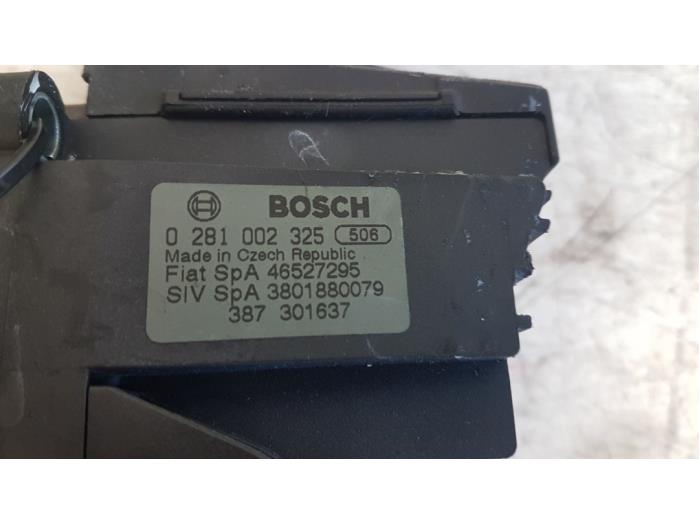 BOSCH
0 281 002 325 506
Made in Czech Republic
Fiat SpA 46527295
SIV SpA 3801880079
387 301637